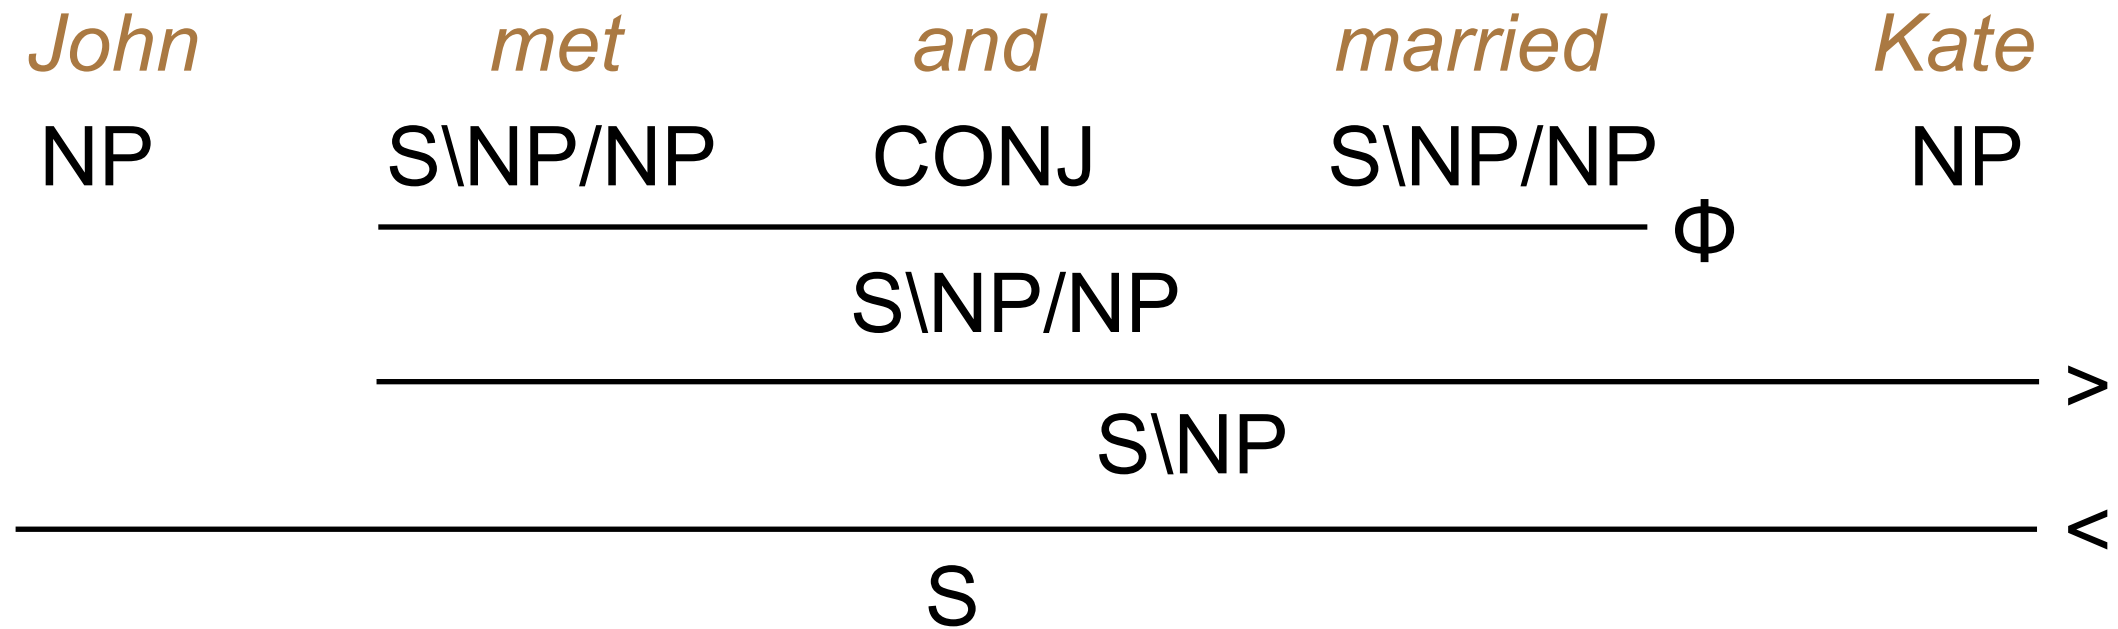 John met and married Kate
NP S\NP/NP CONJ S\NP/NP NP
Φ
S\NP/NP
>
S\NP
<
S